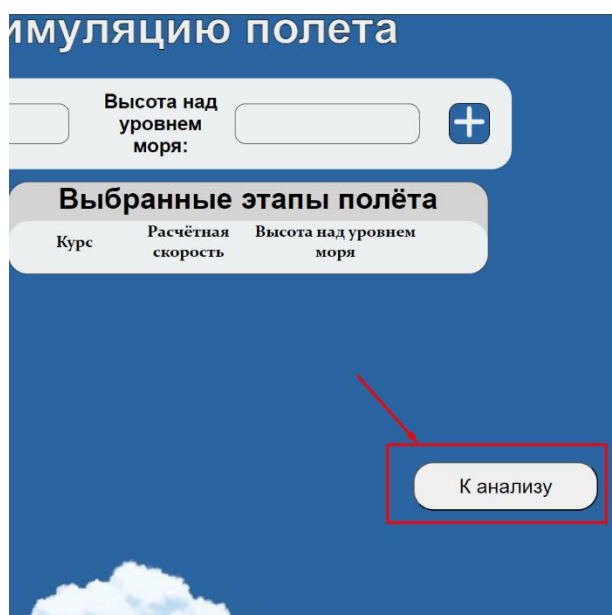 имуляцию полета
Высота над
уровнем
моря:
Выбранные этапы полёта
Курс
Расчётная
скорость
Высота над уровнем
моря
К анализу